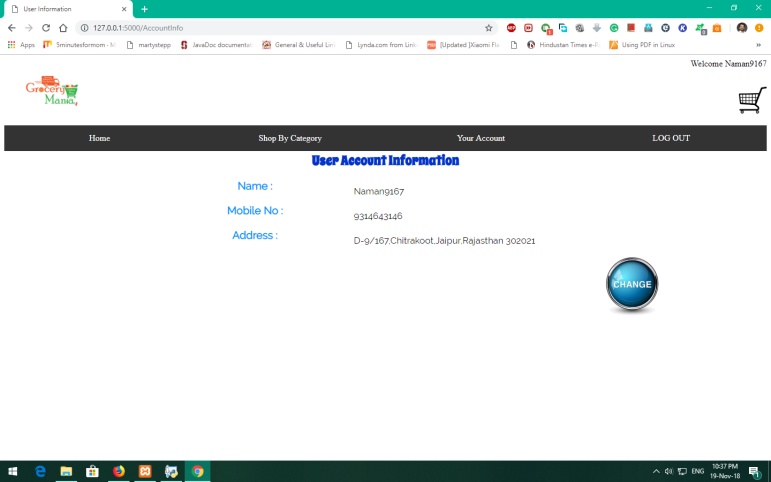 User Information
127.0.0.1:5000/AccountInfo
Apps 5minutesformom - M martystepp JavaDoc documentat General & Useful Link Lynda.com from Link [Updated ]Xiaomi Fla Hindustan Times e-P Using PDF in Linux »
Welcome Naman9167
Grocery
Mania
Home Shop By Category Your Account LOG OUT
User Account Information
Name : Naman9167
Mobile No : 9314643146
Address : D-9/167,Chitrakoot,Jaipur,Rajasthan 302021
CHANGE
ENG 10:37 PM
19-Nov-18